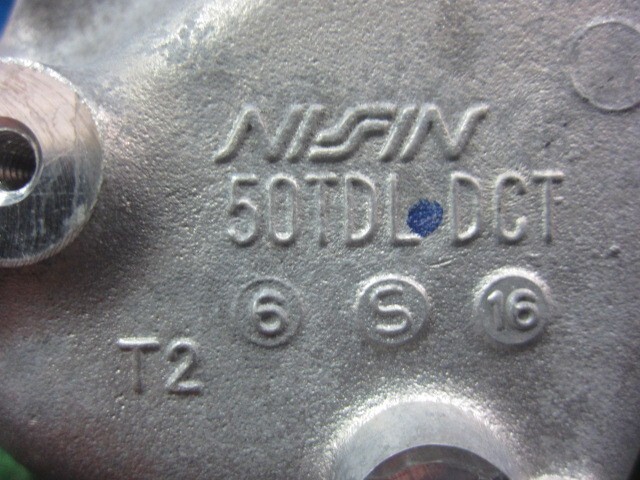 NISSIN
50TDL DCT
6 S 16
T2